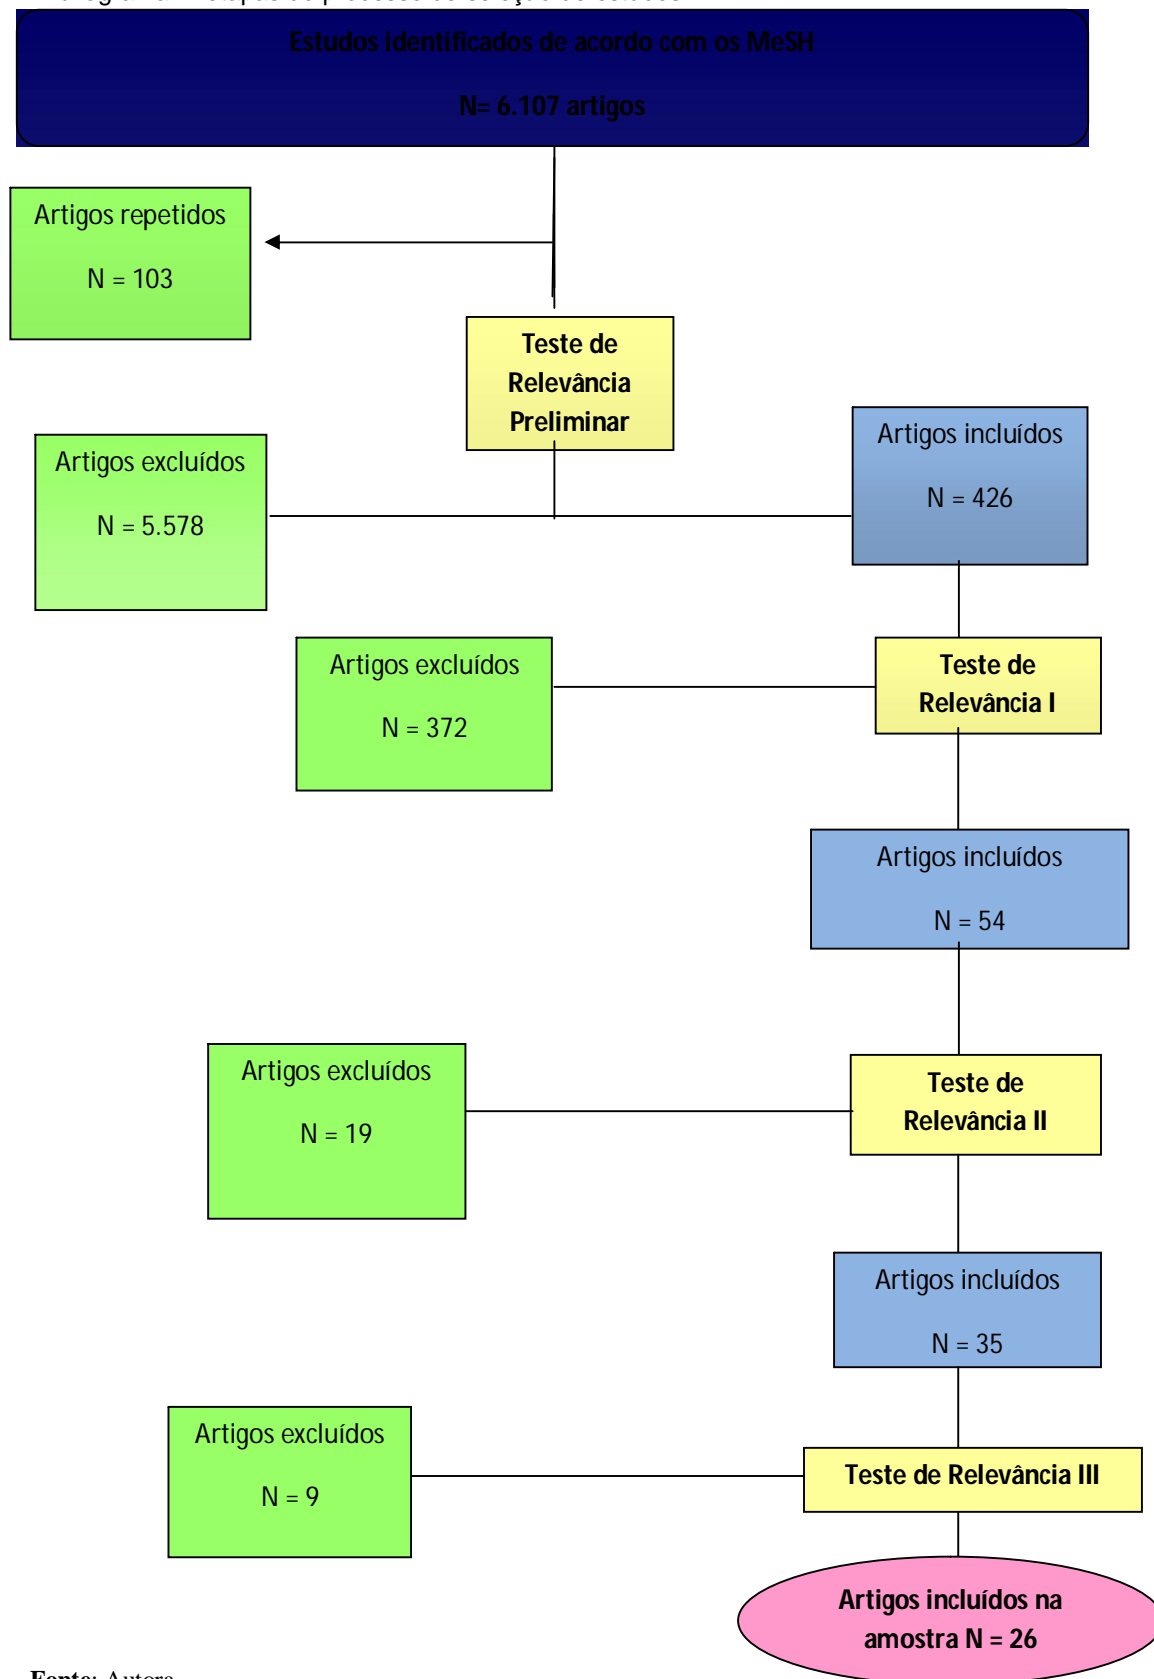 Estudos identificados de acordo com os MeSH
N= 6.107 artigos
Artigos repetidos
N = 103
Teste de
Relevância
Preliminar
Artigos excluídos
N = 5.578
Artigos incluídos
N = 426
Artigos excluídos
N = 372
Teste de
Relevância I
Artigos incluídos
N = 54
Artigos excluídos
N = 19
Teste de
Relevância II
Artigos incluídos
N = 35
Artigos excluídos
N = 9
Teste de Relevância III
Artigos incluídos na
amostra N = 26
Fonte: Autora